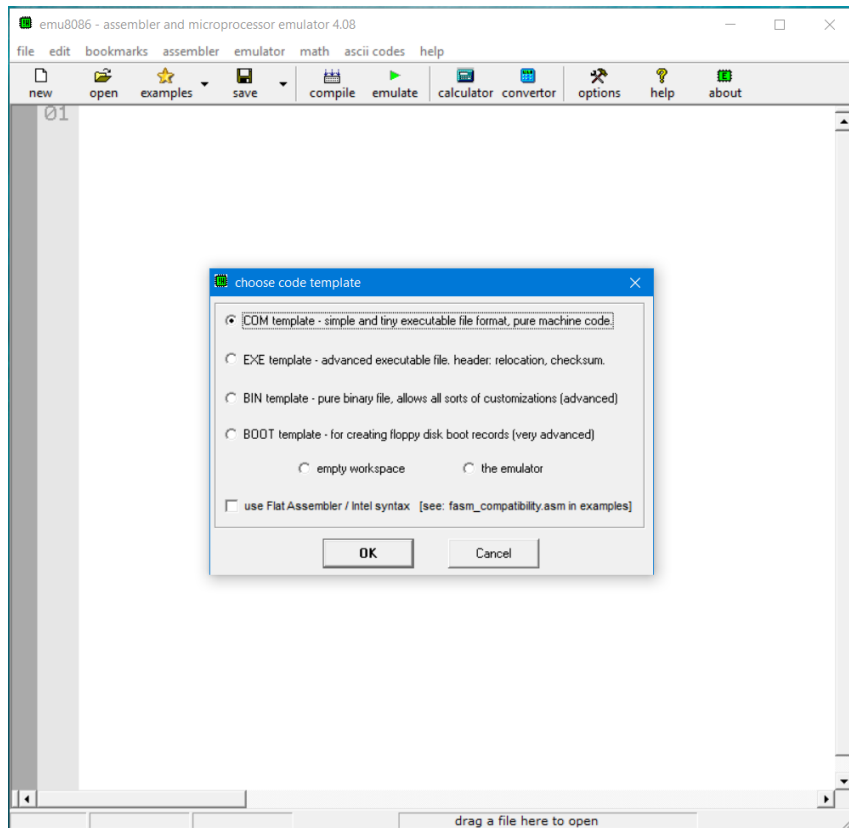 emu8086 - assembler and microprocessor emulator 4.08
file edit bookmarks assembler emulator math ascii codes help
new open examples save compile emulate calculator convertor options help about
01
choose code template
COM template - simple and tiny executable file format, pure machine code.
EXE template - advanced executable file. header: relocation, checksum.
BIN template - pure binary file, allows all sorts of customizations (advanced)
BOOT template - for creating floppy disk boot records (very advanced)
empty workspace the emulator
use Flat Assembler / Intel syntax [see: fasm_compatibility.asm in examples]
OK Cancel
drag a file here to open